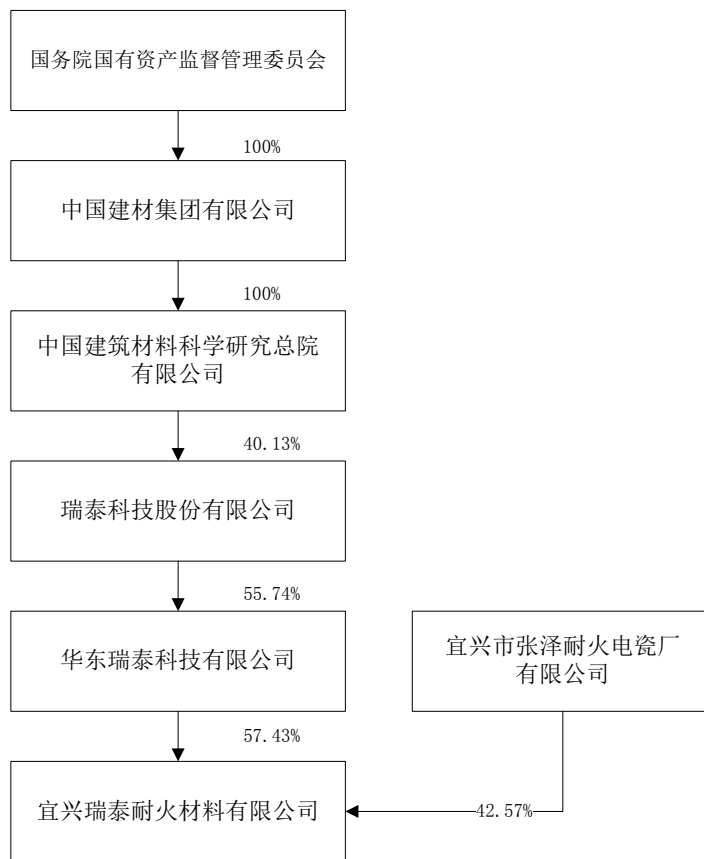 国务院国有资产监督管理委员会
100%
中国建材集团有限公司
100%
中国建筑材料科学研究总院
有限公司
40.13%
瑞泰科技股份有限公司
55.74%
华东瑞泰科技有限公司
宜兴市张泽耐火电瓷厂
有限公司
57.43%
宜兴瑞泰耐火材料有限公司
42.57%